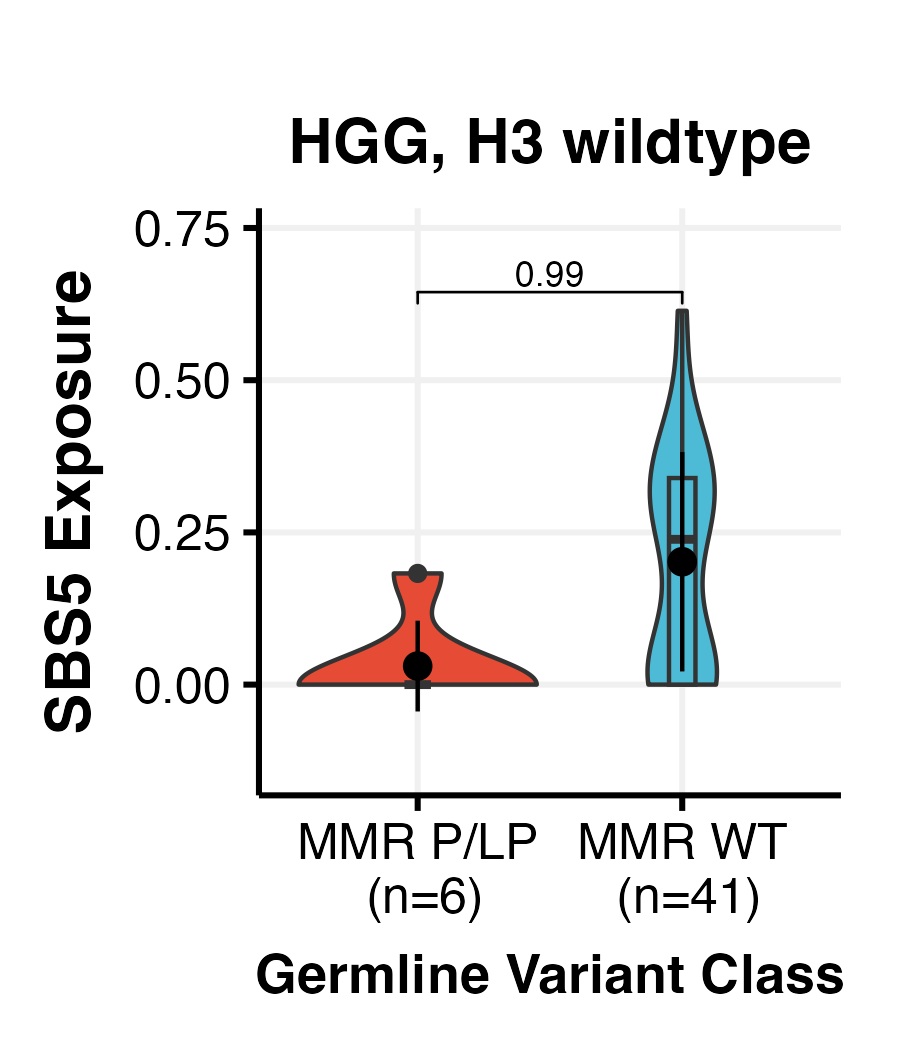 HGG, H3 wildtype
0.75
0.99
0.50
0.25
0.00
SBS5 Exposure
MMR P/LP
(n=6)
MMR WT
(n=41)
Germline Variant Class